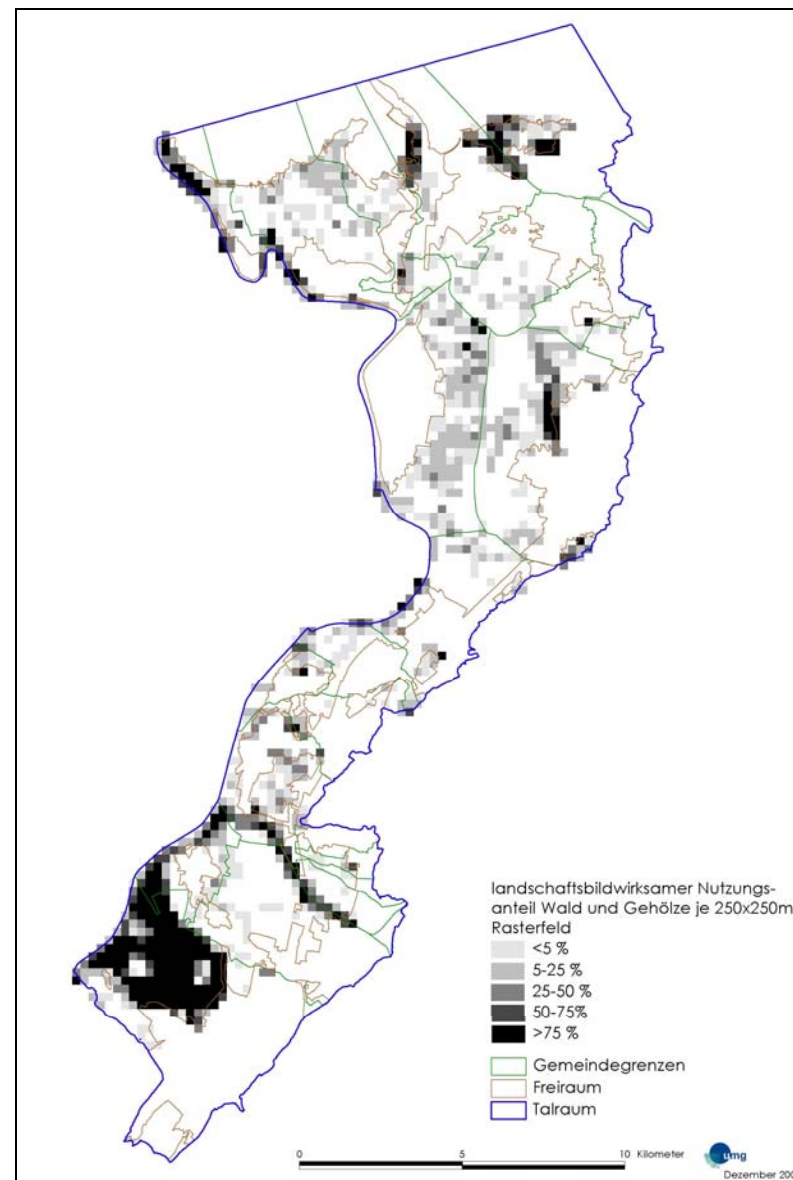 landschaftsbildwirksamer Nutzungs-
anteil Wald und Gehölze je 250x250m
Rasterfeld
<5 %
5-25 %
25-50 %
50-75%
>75 %
Gemeindegrenzen
Freiraum
Talraum
0 5 10 Kilometer
umg
Dezember